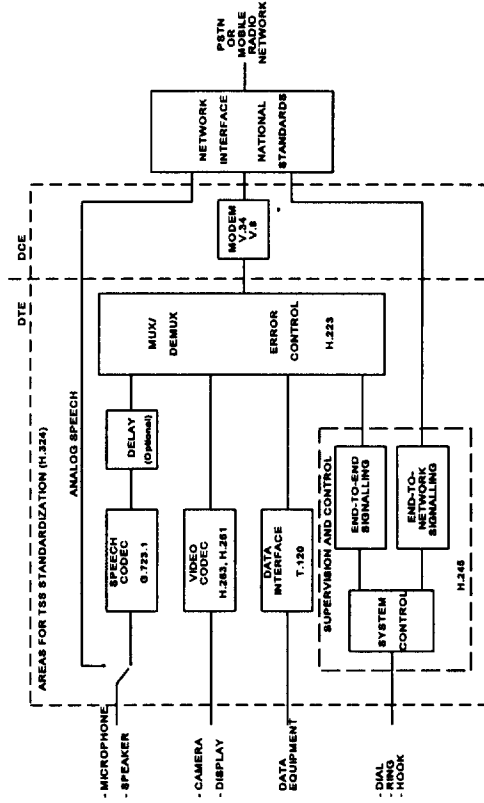 AREAS FOR TSS STANDARDIZATION (H.324)
DTE
DCE
ANALOG SPEECH
- MICROPHONE
- SPEAKER
SPEECH
CODEC
G.723.1
DELAY
(Optional)
- CAMERA
- DISPLAY
VIDEO
CODEC
H.263, H.261
DATA
EQUIPMENT
DATA
INTERFACE
T.120
MUX/
DEMUX
ERROR
CONTROL
H.223
MODEM
V.34
V.8
NETWORK
INTERFACE
NATIONAL
STANDARDS
PSTN
OR
MOBILE
RADIO
NETWORK
SUPERVISION AND CONTROL
- DIAL
- RING
- HOOK
SYSTEM
CONTROL
END-TO-END
SIGNALLING
END-TO-
NETWORK
SIGNALLING
H.245